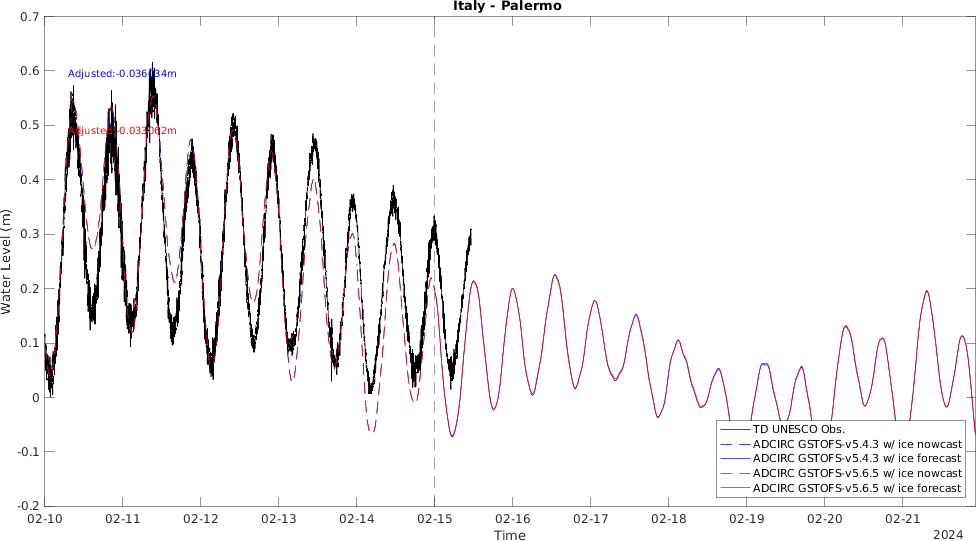 Italy - Palermo
0.7
0.6
0.5
0.4
0.3
0.2
0.1
0
-0.1
-0.2
Water Level (m)
02-10 02-11 02-12 02-13 02-14 02-15 02-16 02-17 02-18 02-19 02-20 02-21
Time
2024
TD UNESCO Obs.
ADCIRC GSTOFS-v5.4.3 w/ ice nowcast
ADCIRC GSTOFS-v5.4.3 w/ ice forecast
ADCIRC GSTOFS-v5.6.5 w/ ice nowcast
ADCIRC GSTOFS-v5.6.5 w/ ice forecast